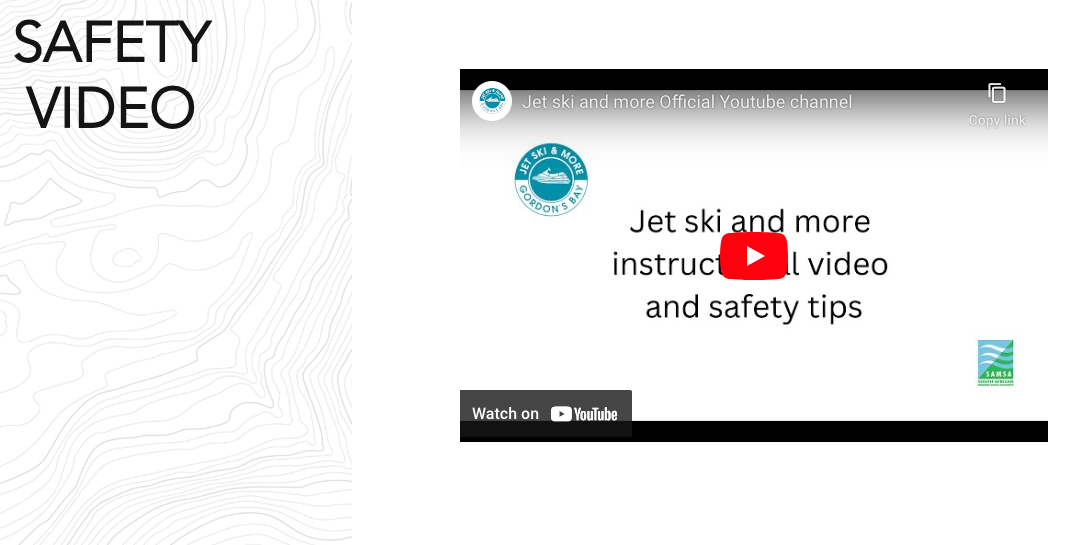 SAFETY
VIDEO
Jet ski and more Official Youtube channel
Copy link
JET SKI & MORE
GORDON'S BAY
Jet ski and more
instruct l video
and safety tips
SAMSA
Watch on YouTube